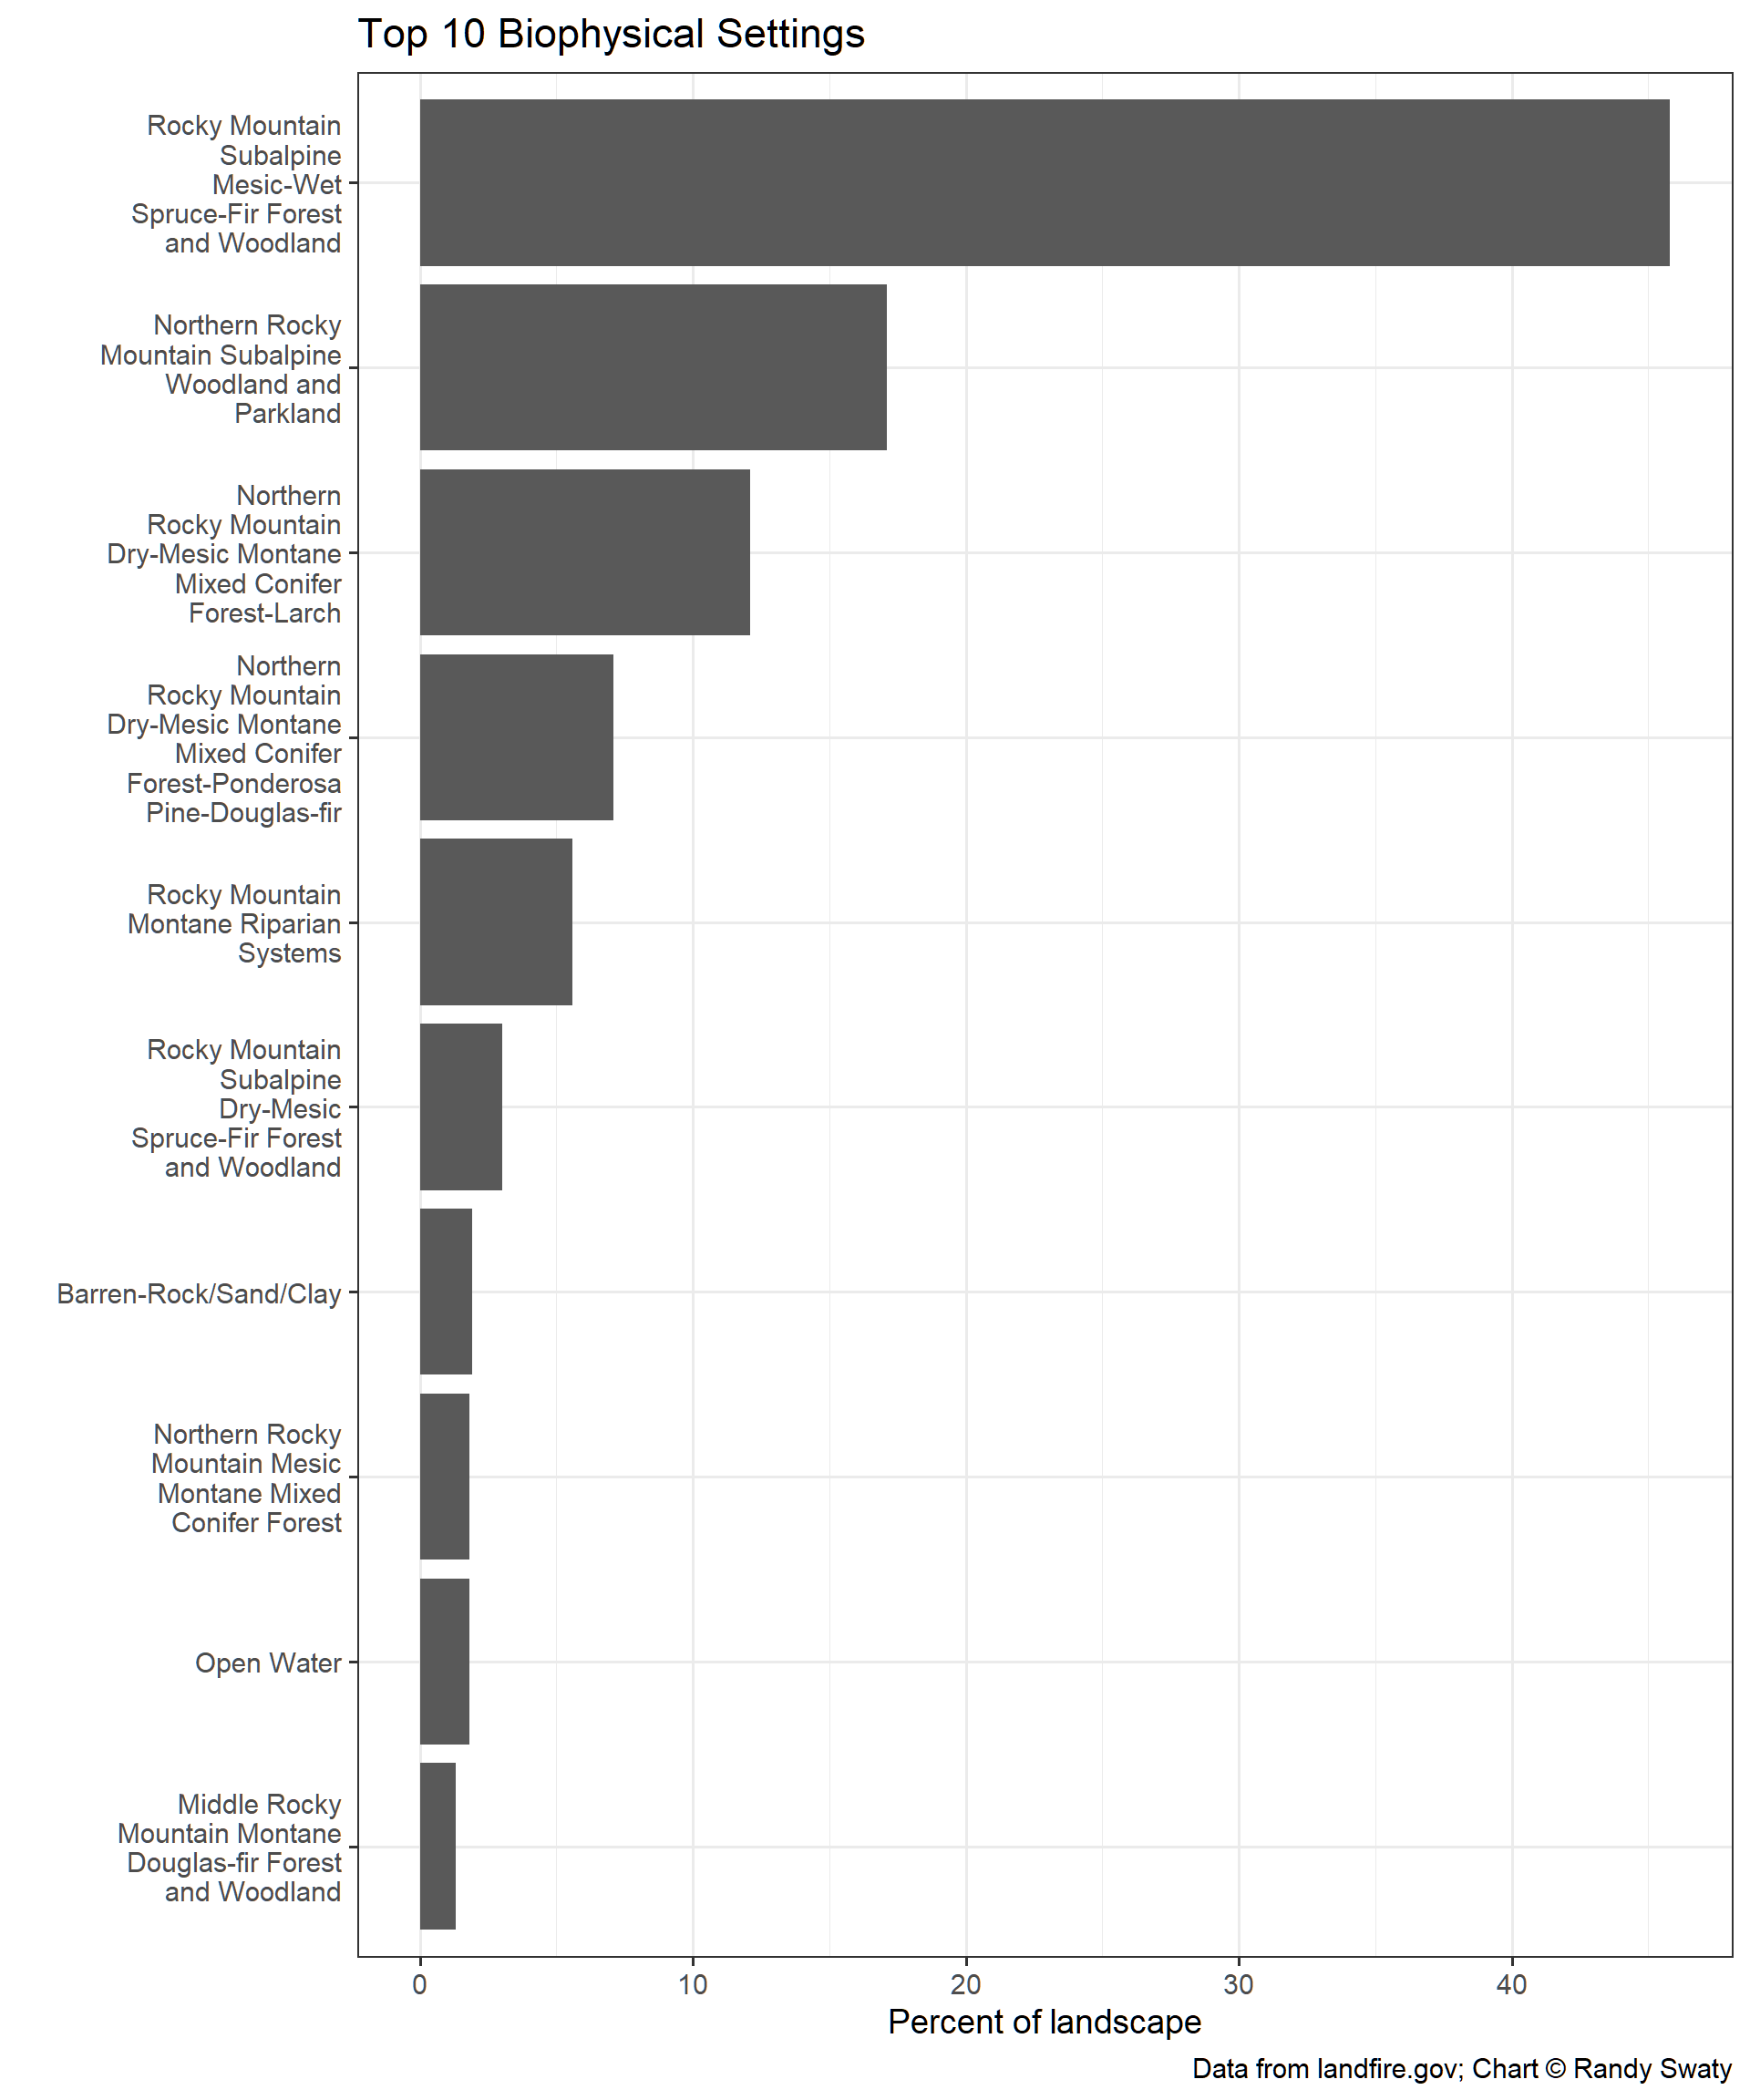 Top 10 Biophysical Settings
Rocky Mountain
Subalpine
Mesic-Wet
Spruce-Fir Forest
and Woodland
Northern Rocky
Mountain Subalpine
Woodland and
Parkland
Northern
Rocky Mountain
Dry-Mesic Montane
Mixed Conifer
Forest-Larch
Northern
Rocky Mountain
Dry-Mesic Montane
Mixed Conifer
Forest-Ponderosa
Pine-Douglas-fir
Rocky Mountain
Montane Riparian
Systems
Rocky Mountain
Subalpine
Dry-Mesic
Spruce-Fir Forest
and Woodland
Barren-Rock/Sand/Clay
Northern Rocky
Mountain Mesic
Montane Mixed
Conifer Forest
Open Water
Middle Rocky
Mountain Montane
Douglas-fir Forest
and Woodland
0 10 20 30 40
Percent of landscape
Data from landfire.gov; Chart © Randy Swaty